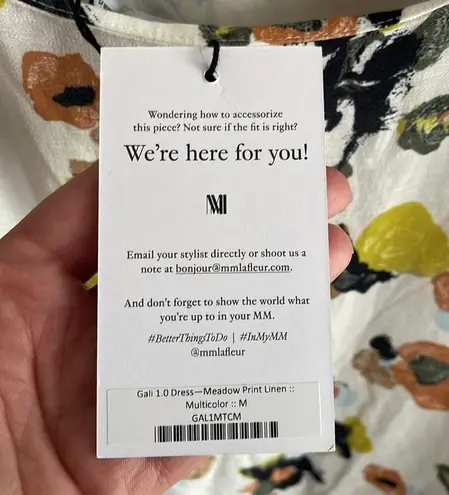 Wondering how to accessorize
this piece? Not sure if the fit is right?
We're here for you!
MM
Email your stylist directly or shoot us a
note at bonjour@mmlafleur.com.
And don't forget to show the world what
you're up to in your MM.
#BetterThingsToDo | #InMyMM
@mmlafleur
Gali 1.0 Dress—Meadow Print Linen ::
Multicolor :: M
GAL1MTCM